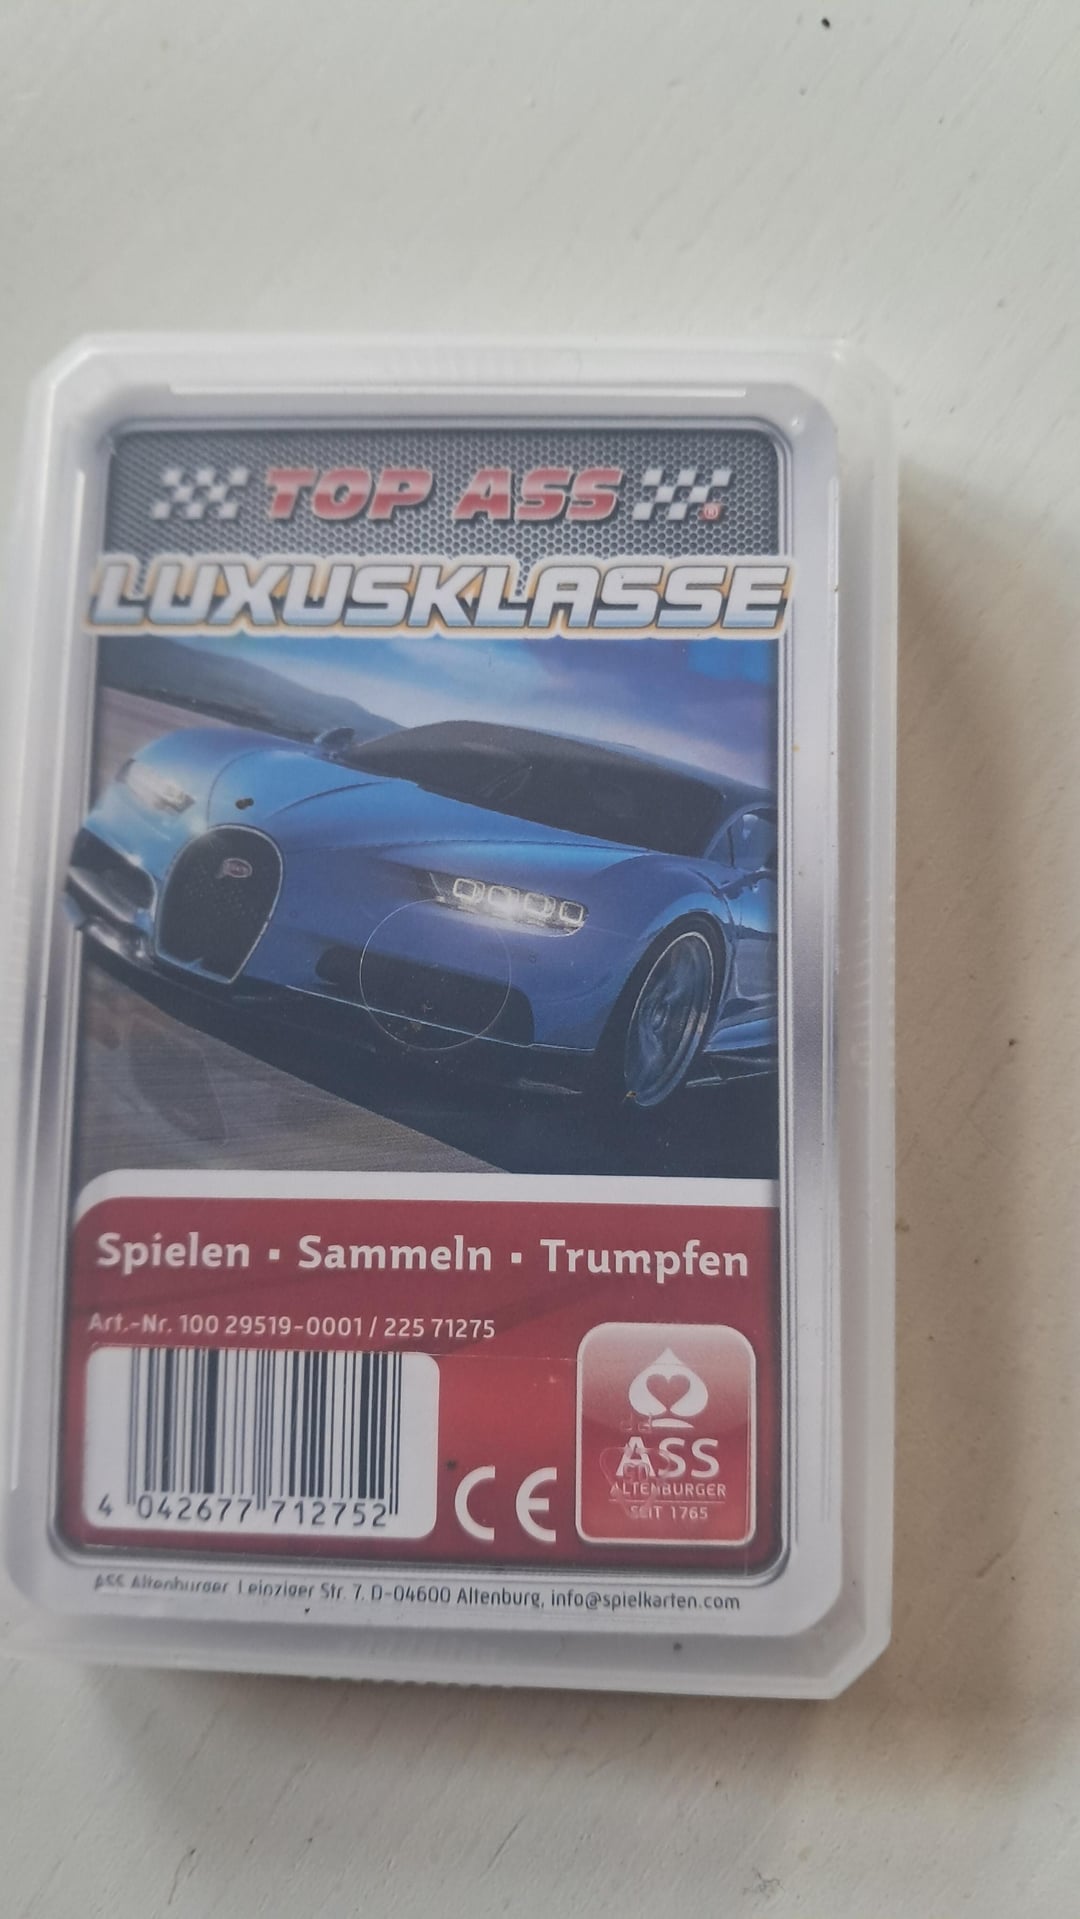 TOP ASS ®
LUXUSKLASSE
Spielen ▪ Sammeln ▪ Trumpfen
Art.-Nr. 100 29519-0001 / 225 71275
4 042677 712752
CE
ASS
ALTENBURGER
SEIT 1765
ASS Altenburger, Leipziger Str. 7, D-04600 Altenburg, info@spielkarten.com